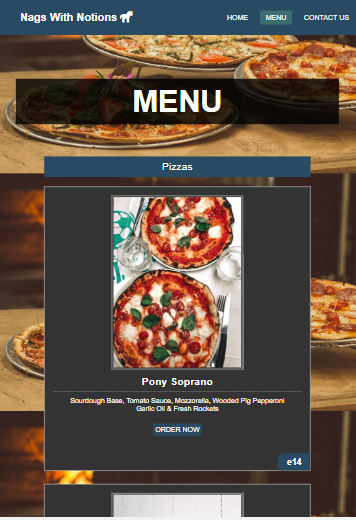 Nags With Notions
HOME MENU CONTACT US
MENU
Pizzas
Pony Soprano
Sourdough Base, Tomato Sauce, Mozzorella, Wooded Pig Pepperoni
Garlic Oil & Fresh Rockets
ORDER NOW
e14